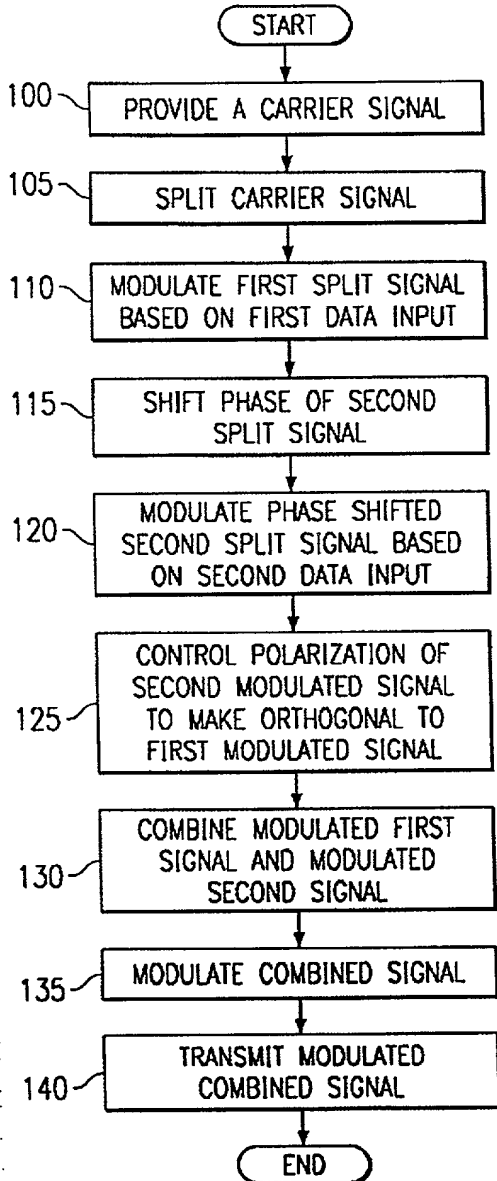 START
100
PROVIDE A CARRIER SIGNAL
105
SPLIT CARRIER SIGNAL
110
MODULATE FIRST SPLIT SIGNAL
BASED ON FIRST DATA INPUT
115
SHIFT PHASE OF SECOND
SPLIT SIGNAL
120
MODULATE PHASE SHIFTED
SECOND SPLIT SIGNAL BASED
ON SECOND DATA INPUT
125
CONTROL POLARIZATION OF
SECOND MODULATED SIGNAL
TO MAKE ORTHOGONAL TO
FIRST MODULATED SIGNAL
130
COMBINE MODULATED FIRST
SIGNAL AND MODULATED
SECOND SIGNAL
135
MODULATE COMBINED SIGNAL
140
TRANSMIT MODULATED
COMBINED SIGNAL
END